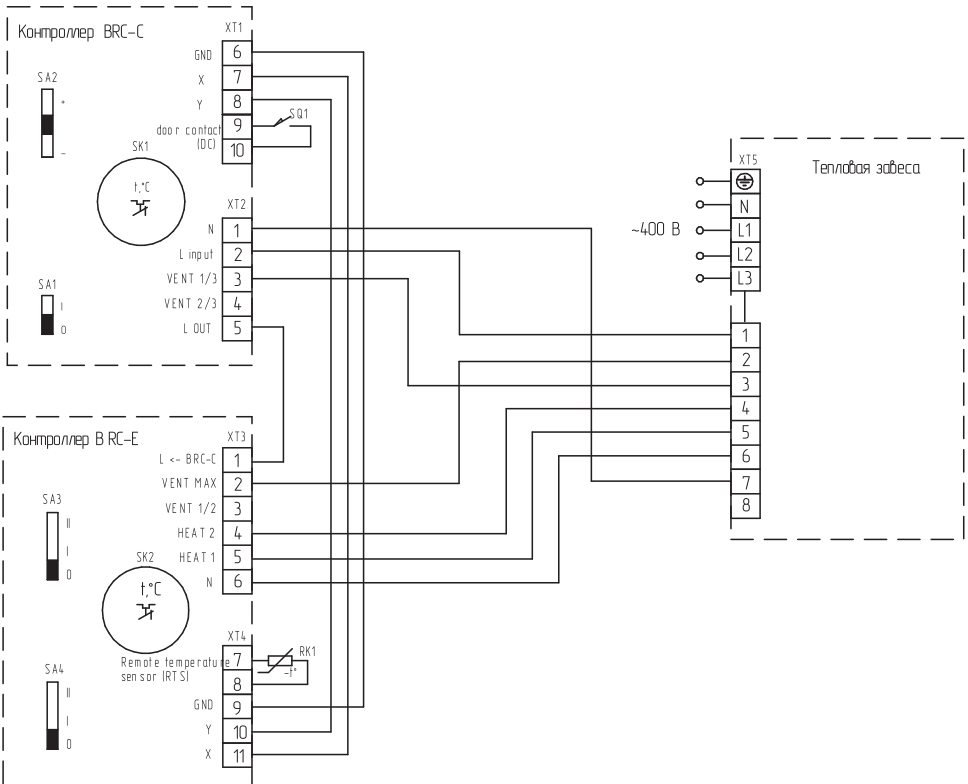 Контроллер BRC-C
XT1
GND 6
X 7
Y 8
door contact (DC)
9
10
SQ1
SA2
+
-
SK1
t,°C
XT2
N 1
L input 2
VENT 1/3 3
VENT 2/3 4
L OUT 5
SA1
I
0
Контроллер B RC-E
XT3
L <- BRC-C 1
VENT MAX 2
VENT 1/2 3
HEAT 2 4
HEAT 1 5
N 6
SA3
II
I
0
SK2
t,°C
XT4
Remote temperature
sensor (RTS)
7
8
RK1
-t°
GND 9
Y 10
X 11
SA4
II
I
0
XT5
Тепловая завеса
N
~400 В
L1
L2
L3
1
2
3
4
5
6
7
8